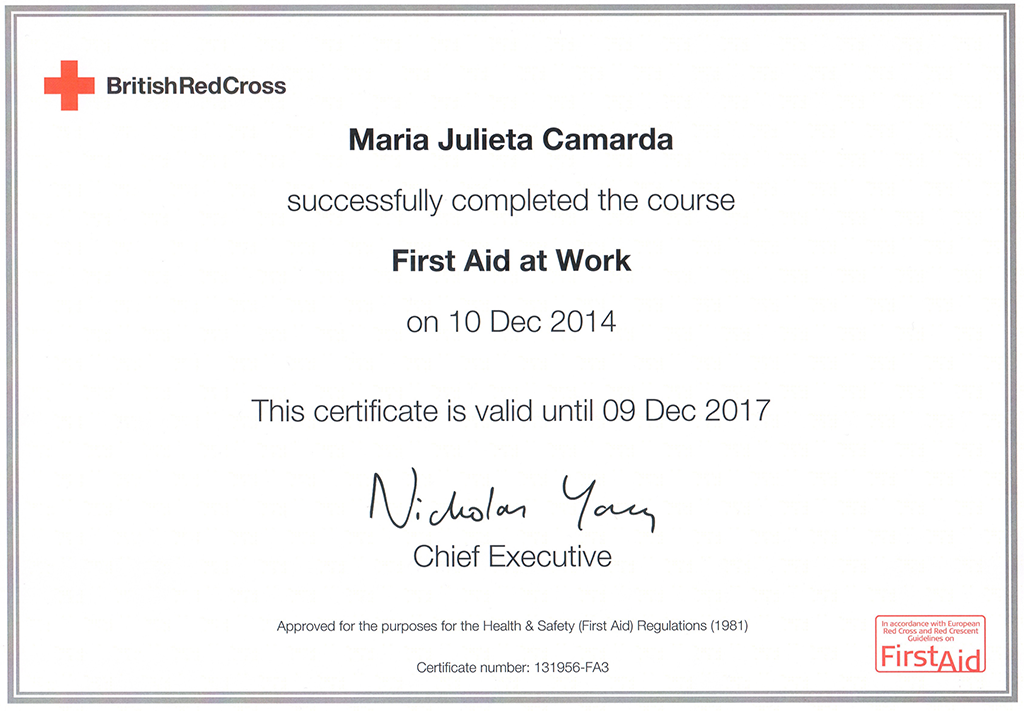 BritishRedCross
Maria Julieta Camarda
successfully completed the course
First Aid at Work
on 10 Dec 2014
This certificate is valid until 09 Dec 2017
Nicholas Young
Chief Executive
Approved for the purposes for the Health & Safety (First Aid) Regulations (1981)
Certificate number: 131956-FA3
In accordance with European
Red Cross and Red Crescent
Guidelines on
FirstAid